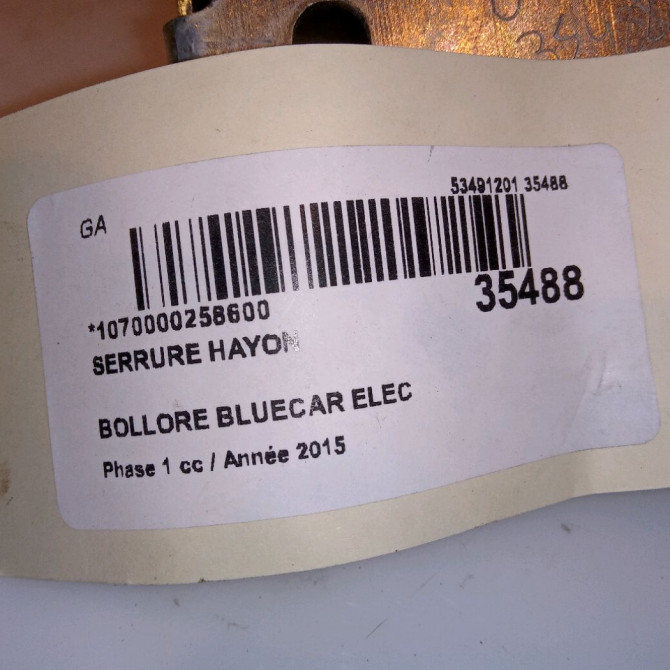 GA
53491201 35488
*1070000258600
35488
SERRURE HAYON
BOLLORE BLUECAR ELEC
Phase 1 cc / Année 2015